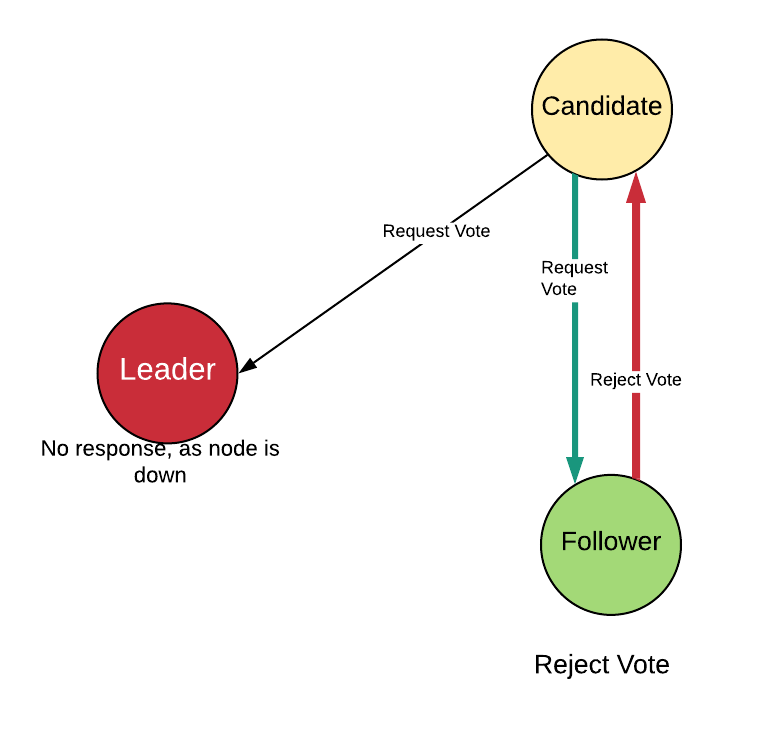 Candidate
Request Vote
Request
Vote
Leader
Reject Vote
No response, as node is
down
Follower
Reject Vote